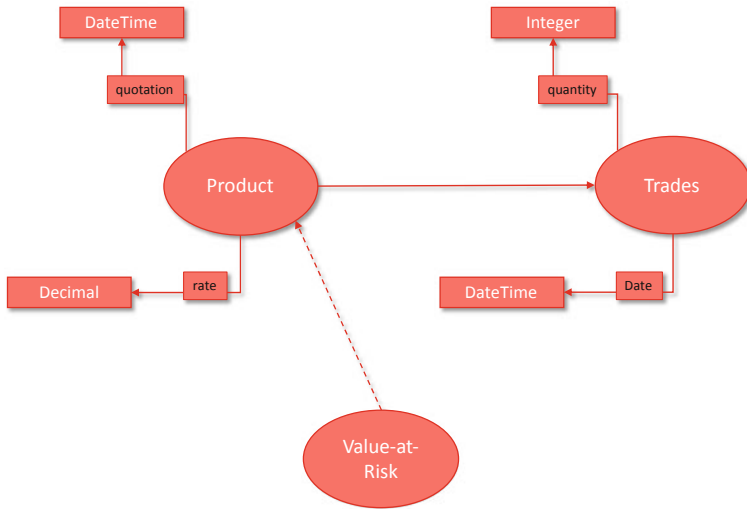 DateTime
Integer
quotation
quantity
Product
Trades
Decimal
rate
DateTime
Date
Value-at-
Risk